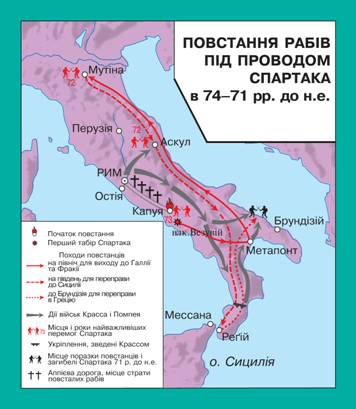 ПОВСТАННЯ РАБІВ
ПІД ПРОВОДОМ
СПАРТАКА
в 74–71 рр. до н.е.
Мутіна
72
Перузія
72
Аскул
РИМ
Остія
Капуя
73
вик. Везувій
Брундізій
Метапонт
Мессана
Регій
о. Сицилія
Початок повстання
Перший табір Спартака
Походи повстанців
на північ для виходу до Галлії
та Фракії
на південь для переправи
до Сицилії
до Брундізія для переправи
в Грецію
Дії військ Красса і Помпея
73 Місця і роки найважливіших
перемог Спартака
Укріплення, зведені Крассом
Місце поразки повстанців і
загибелі Спартака 71 р. до н.е.
Аппієва дорога, місце страти
повсталих рабів